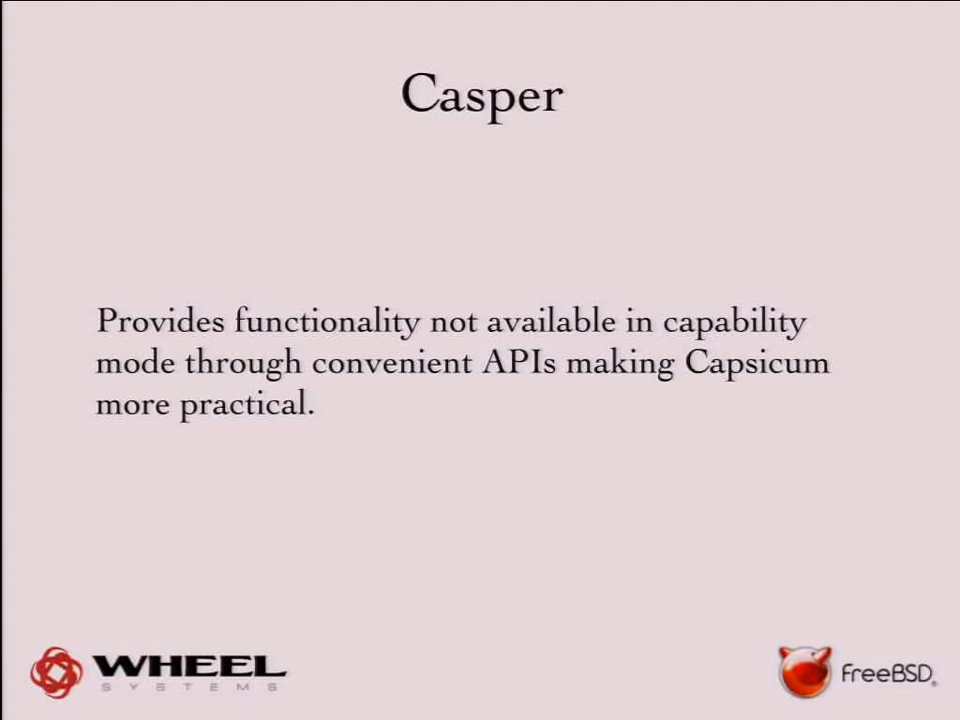 Casper
Provides functionality not available in capability
mode through convenient APIs making Capsicum
more practical.
WHEEL
SYSTEMS
FreeBSD®